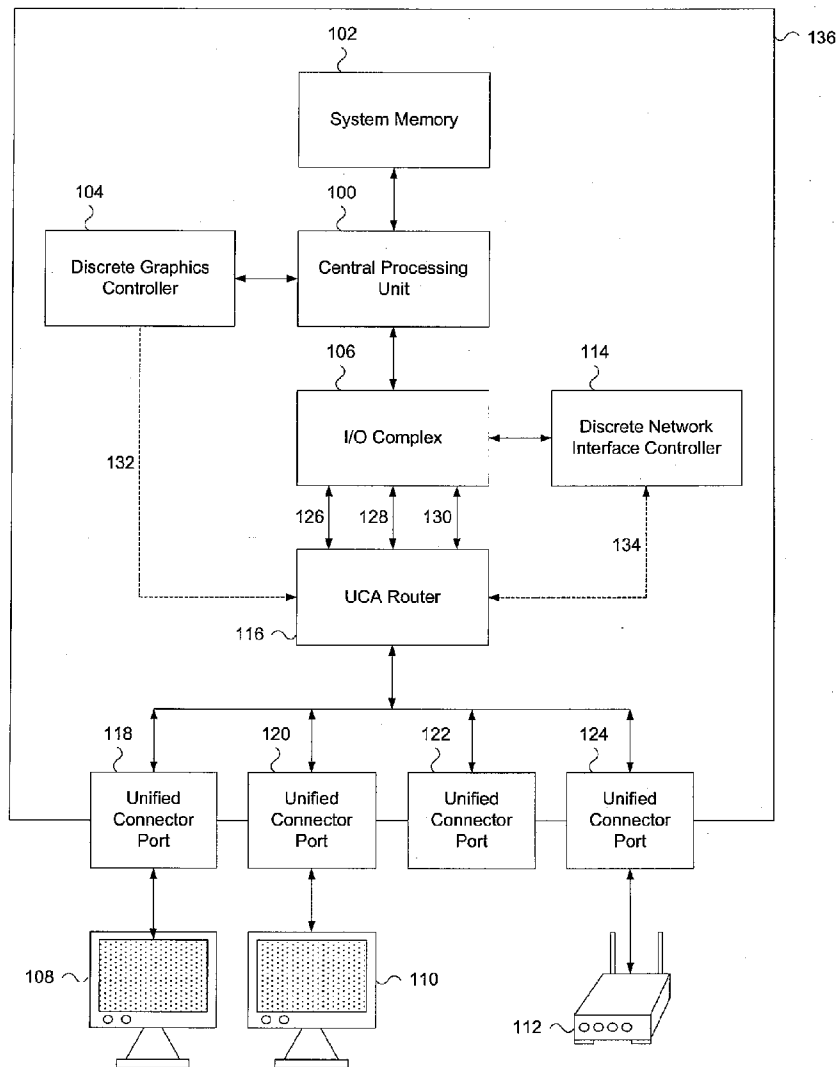 136
102
System Memory
104
100
Discrete Graphics
Controller
Central Processing
Unit
106
114
I/O Complex
Discrete Network
Interface Controller
132
126
128
130
134
UCA Router
116
118
120
122
124
Unified
Connector
Port
Unified
Connector
Port
Unified
Connector
Port
Unified
Connector
Port
108
110
112